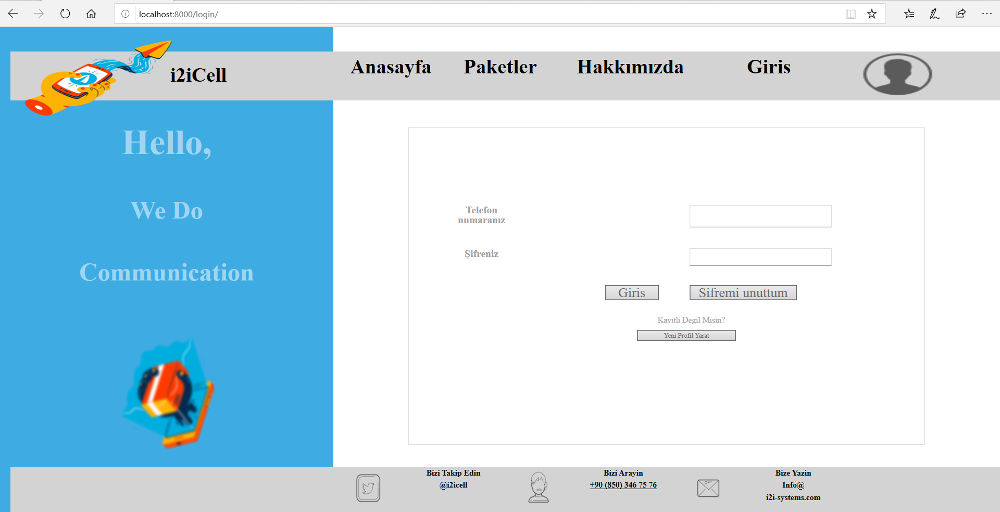 localhost:8000/login/
i2iCell
Anasayfa Paketler Hakkımızda Giris
Hello,
We Do
Communication
Telefon
numaranız
Şifreniz
Giris Sifremi unuttum
Kayitli Degil Misin?
Yeni Profil Yarat
Bizi Takip Edin
@i2icell
Bizi Arayin
+90 (850) 346 75 76
Bize Yazin
Info@
i2i-systems.com